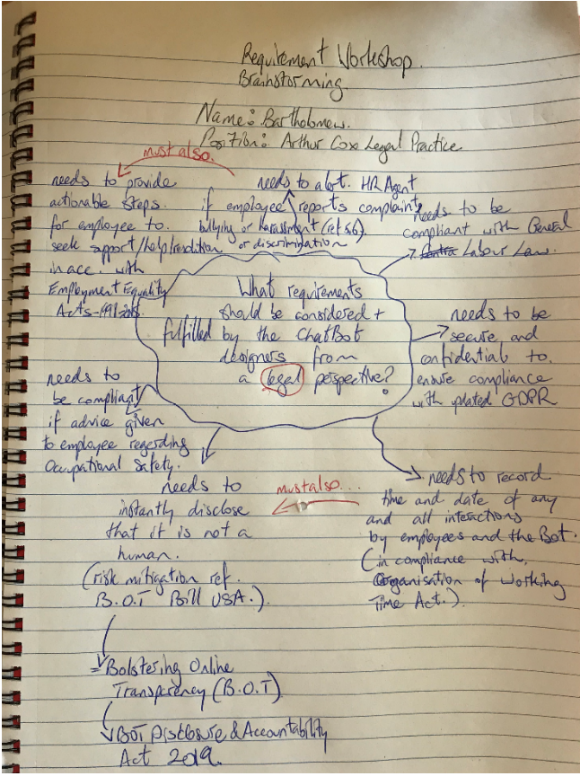 Requirement Workshop.
Brainstorming.
Name: Bartholomew.
Position: Arthur Cox Legal Practice
must also.
needs to provide
actionable steps
for employee to.
seek support/help/
in acc. with
Employment Equality
Acts
needs to alert. HR Agent
if employee reports complaint
bullying or harassment (ref S6)
or discrimination
needs to be
compliant with General
Labour Law.
What requirements
should be considered +
fulfilled by the ChatBot
designers from
a legal perspective?
needs to be
secure and
confidential to
ensure compliance
with GDPR
needs to
be compliant
if advice given
to employee regarding
Occupational Safety.
needs to
instantly disclose
that it is not a
human.
(risk mitigation ref.
B.O.T Bill USA.).
must also...
needs to record
time and date of any
and all interactions
by employees and the Bot.
(in compliance with.
Organisation of Working
Time Act.).
Bolstering Online
Transparency (B.O.T)
BOT Disclosure & Accountability
Act 2019.